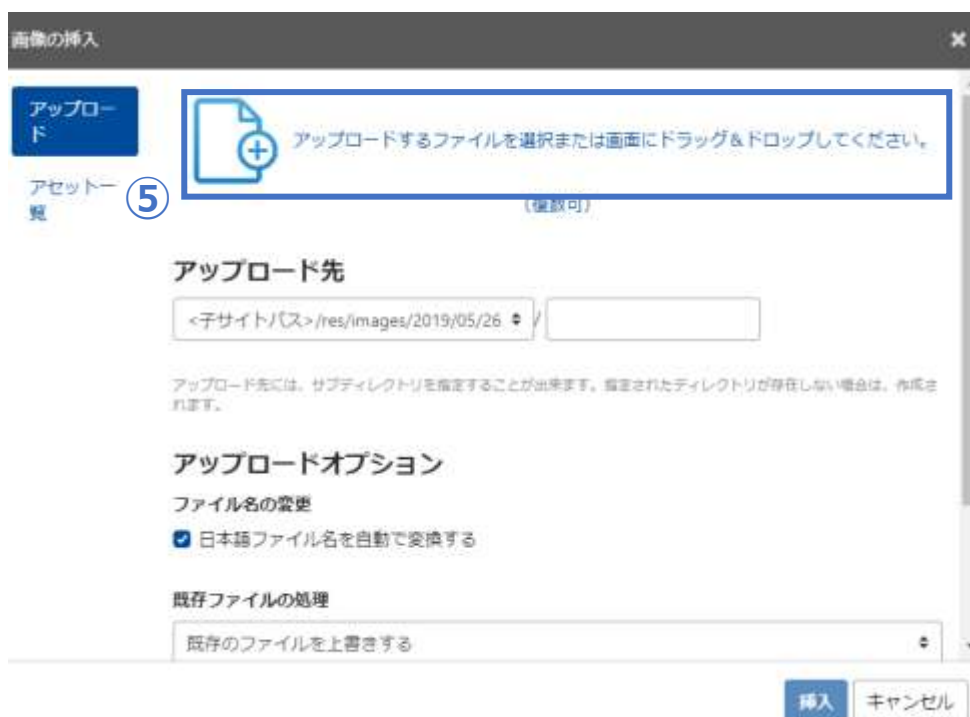 画像の挿入
×
アップロー
ド
アップロードするファイルを選択または画面にドラッグ&ドロップしてください。
アセット一
覧
⑤
(複数可)
アップロード先
<子サイトパス>/res/images/2019/05/26
/
アップロード先には、サブディレクトリを指定することが出来ます。指定されたディレクトリが存在しない場合は、作成さ
れます。
アップロードオプション
ファイル名の変更
日本語ファイル名を自動で変換する
既存ファイルの処理
既存のファイルを上書きする
挿入
キャンセル